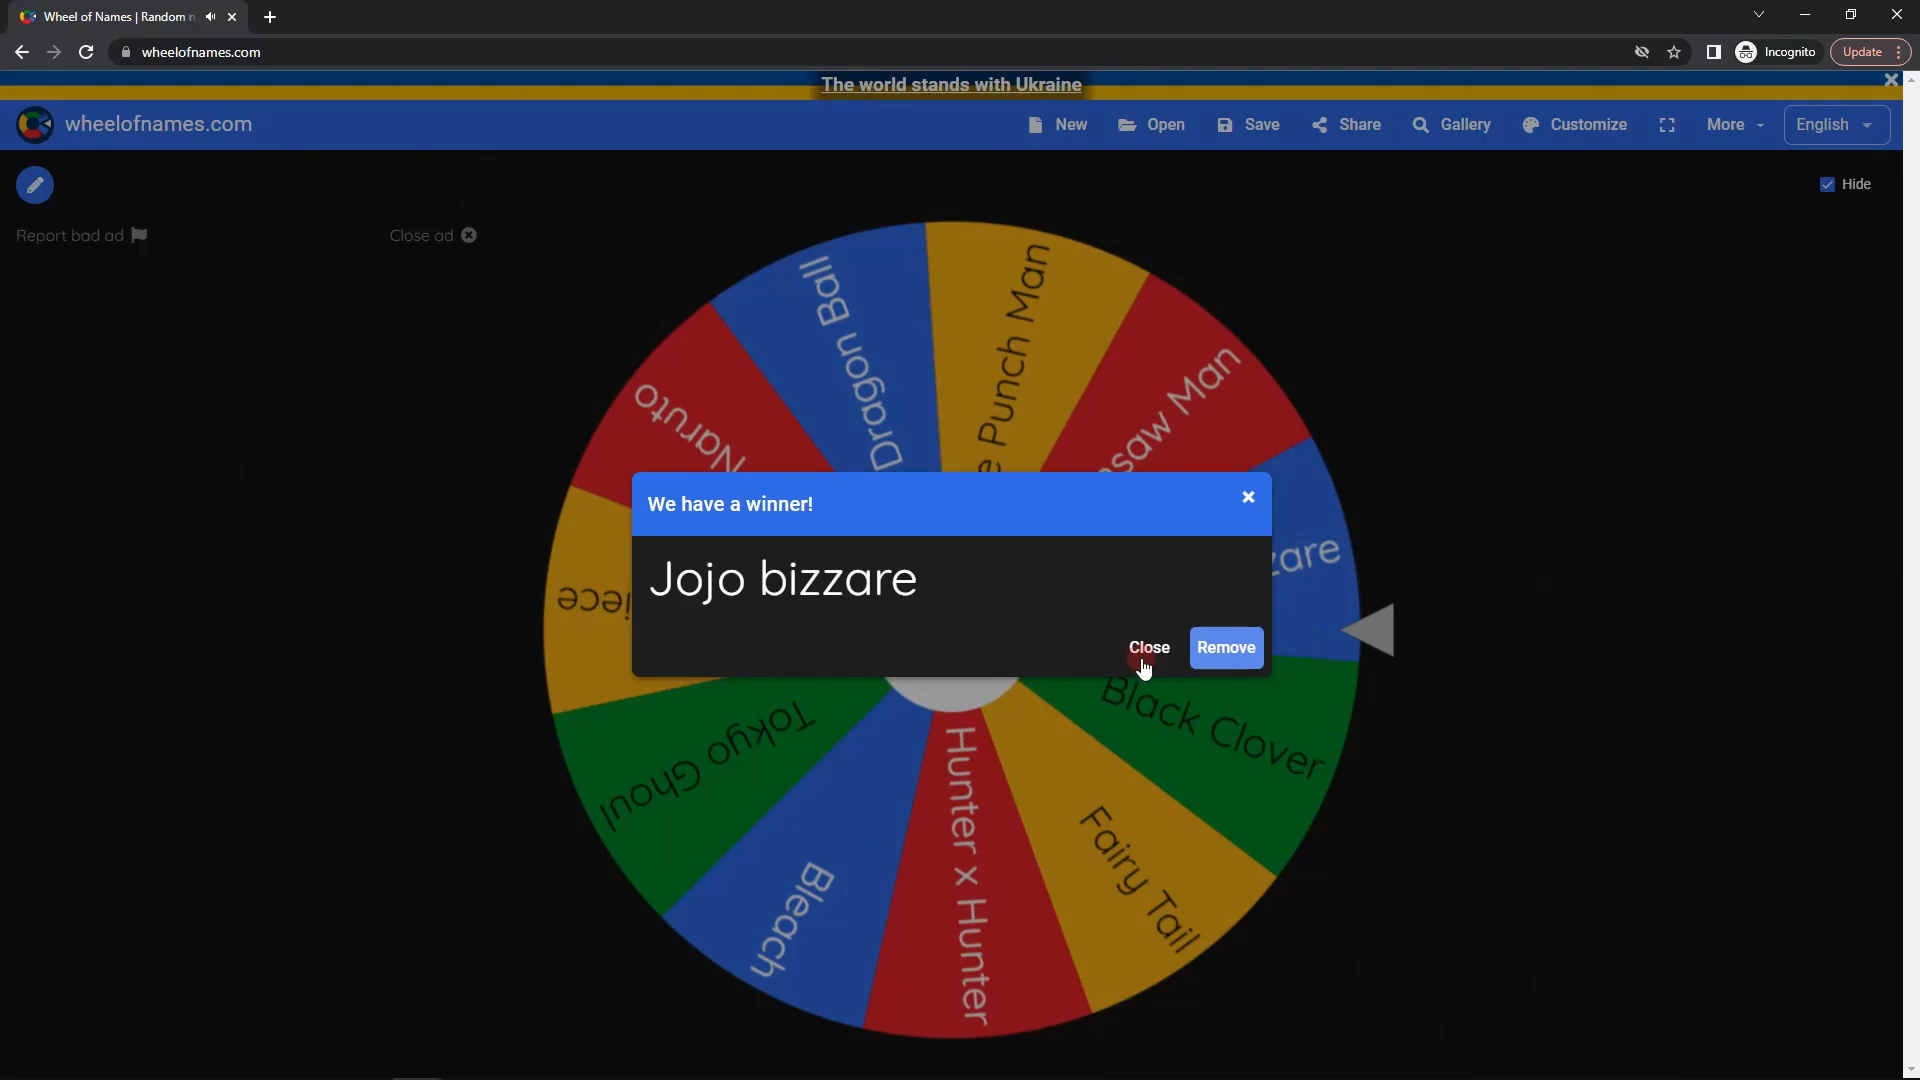 Wheel of Names | Random n
wheelofnames.com
Incognito
Update
The world stands with Ukraine
wheelofnames.com
New
Open
Save
Share
Gallery
Customize
More
English
Hide
Report bad ad
Close ad
Dragon Ball
e Punch Man
nsaw Man
Naruto
We have a winner!
Jojo bizzare
zare
iece
Close
Remove
Black Clover
Tokyo Ghoul
Hunter x Hunter
Fairy Tail
Bleach